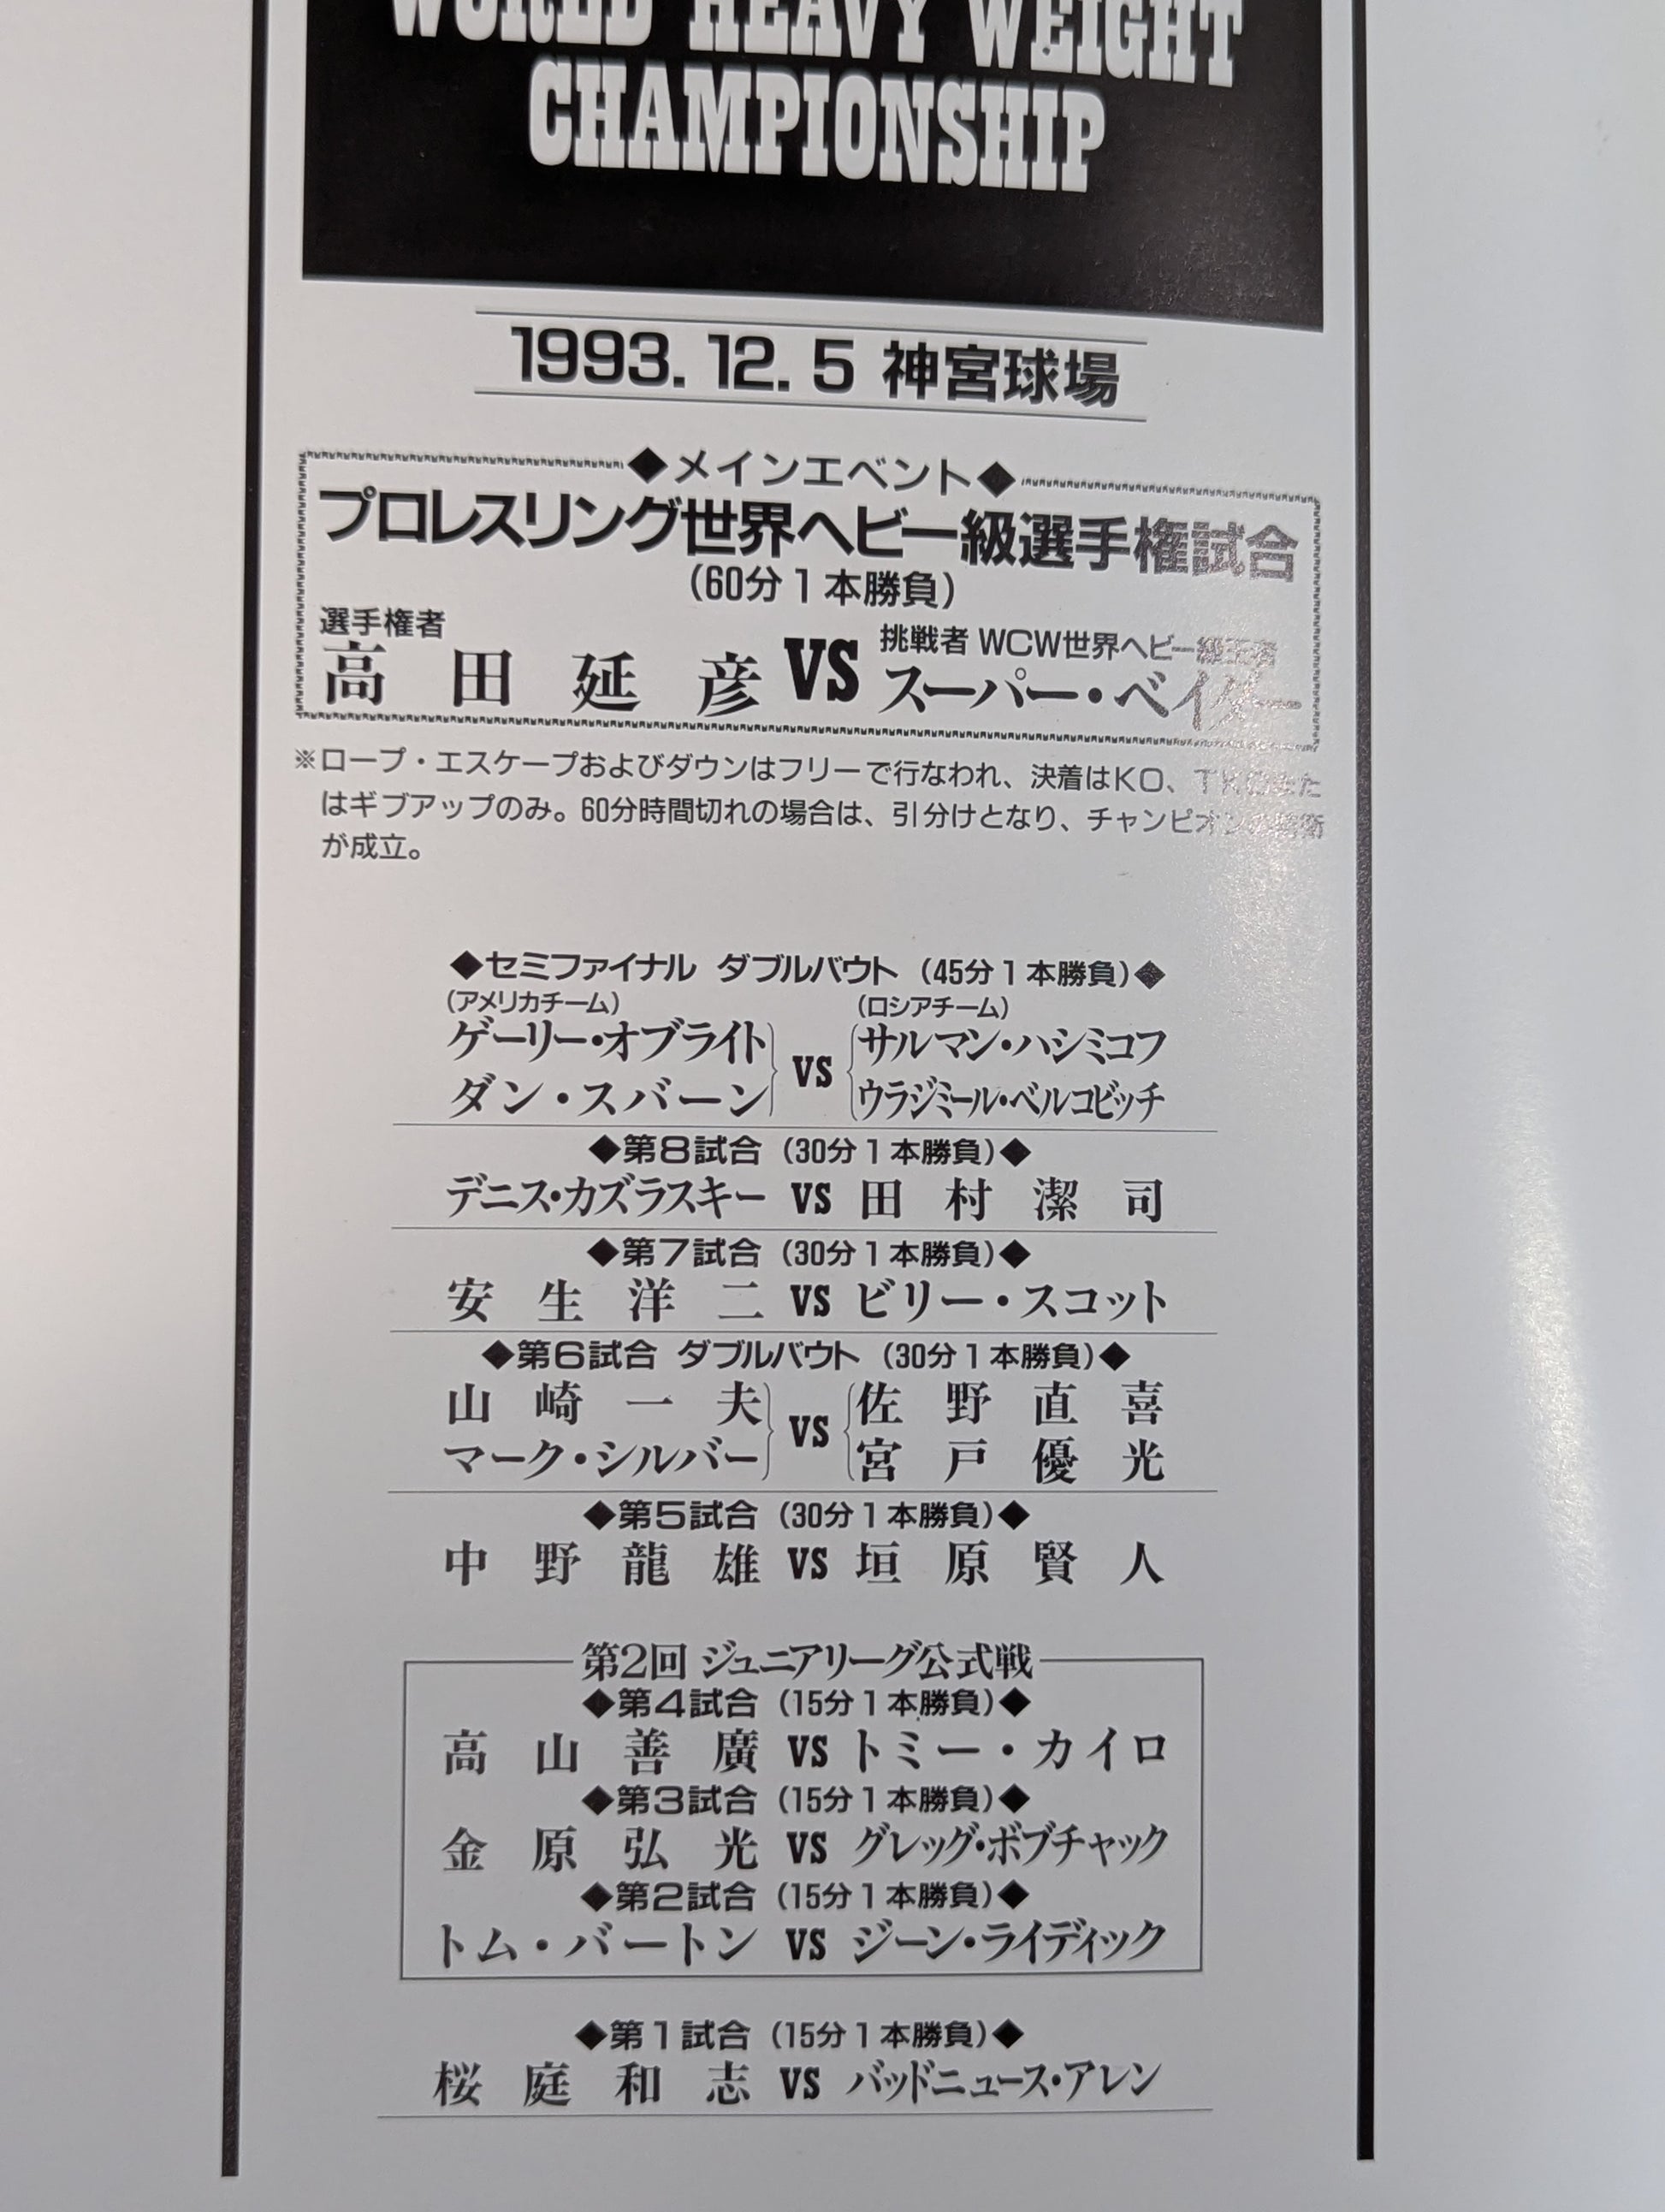 WORLD HEAVY WEIGHT
CHAMPIONSHIP
1993. 12. 5 神宮球場
◆メインエベント◆
プロレスリング世界ヘビー級選手権試合
(60分1本勝負)
選手権者
高田延彦 VS 挑戦者 WCW世界ヘビー級王者
スーパー・ベイダー
※ロープ・エスケープおよびダウンはフリーで行なわれ、決着はKO、TKOまた
はギブアップのみ。60分時間切れの場合は、引分けとなり、チャンピオンの防衛
が成立。
◆セミファイナル ダブルバウト (45分1本勝負)◆
(アメリカチーム) (ロシアチーム)
ゲーリー・オブライト サルマン・ハシミコフ
VS
ダン・スバーン ウラジミール・ベルコビッチ
◆第8試合 (30分1本勝負)◆
デニス・カズラスキー VS 田村潔司
◆第7試合 (30分1本勝負)◆
安生洋二 VS ビリー・スコット
◆第6試合 ダブルバウト (30分1本勝負)◆
山崎一夫 佐野直喜
VS
マーク・シルバー 宮戸優光
◆第5試合 (30分1本勝負)◆
中野龍雄 VS 垣原賢人
第2回 ジュニアリーグ公式戦
◆第4試合 (15分1本勝負)◆
高山善廣 VS トミー・カイロ
◆第3試合 (15分1本勝負)◆
金原弘光 VS グレッグ・ボブチャック
◆第2試合 (15分1本勝負)◆
トム・バートン VS ジーン・ライディック
◆第1試合 (15分1本勝負)◆
桜庭和志 VS バッドニュース・アレン